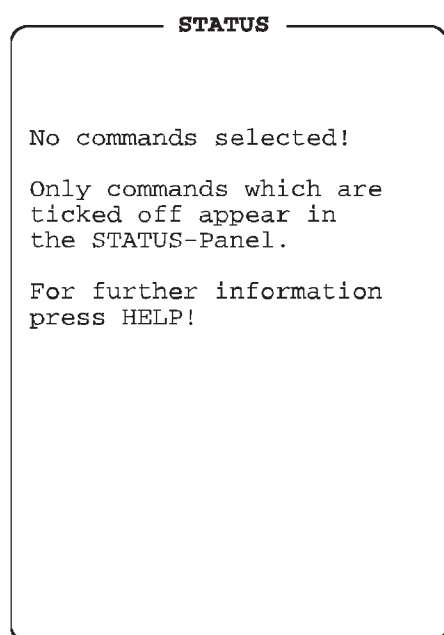 STATUS
No commands selected!
Only commands which are
ticked off appear in
the STATUS-Panel.
For further information
press HELP!